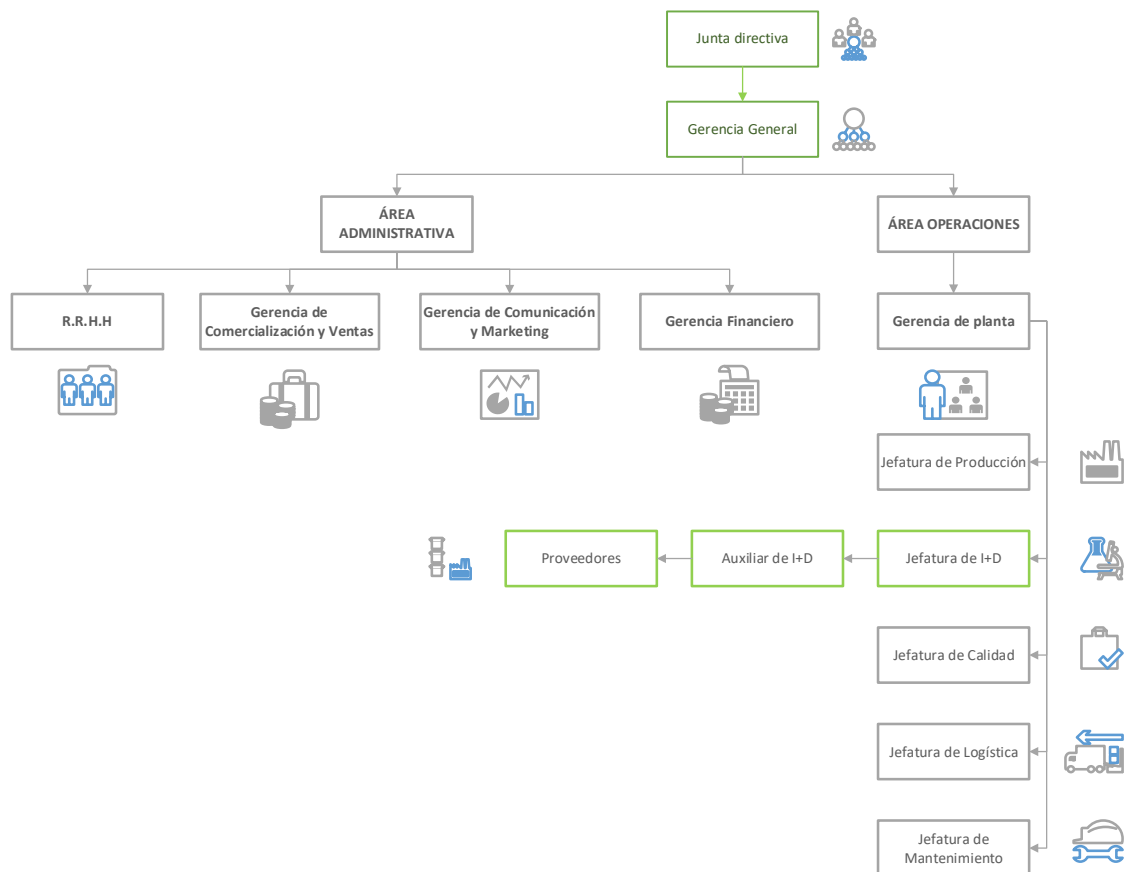 Junta directiva
Gerencia General
ÁREA
ADMINISTRATIVA
ÁREA OPERACIONES
R.R.H.H
Gerencia de
Comercialización y Ventas
Gerencia de Comunicación
y Marketing
Gerencia Financiero
Gerencia de planta
Jefatura de Producción
Proveedores
Auxiliar de I+D
Jefatura de I+D
Jefatura de Calidad
Jefatura de Logística
Jefatura de
Mantenimiento